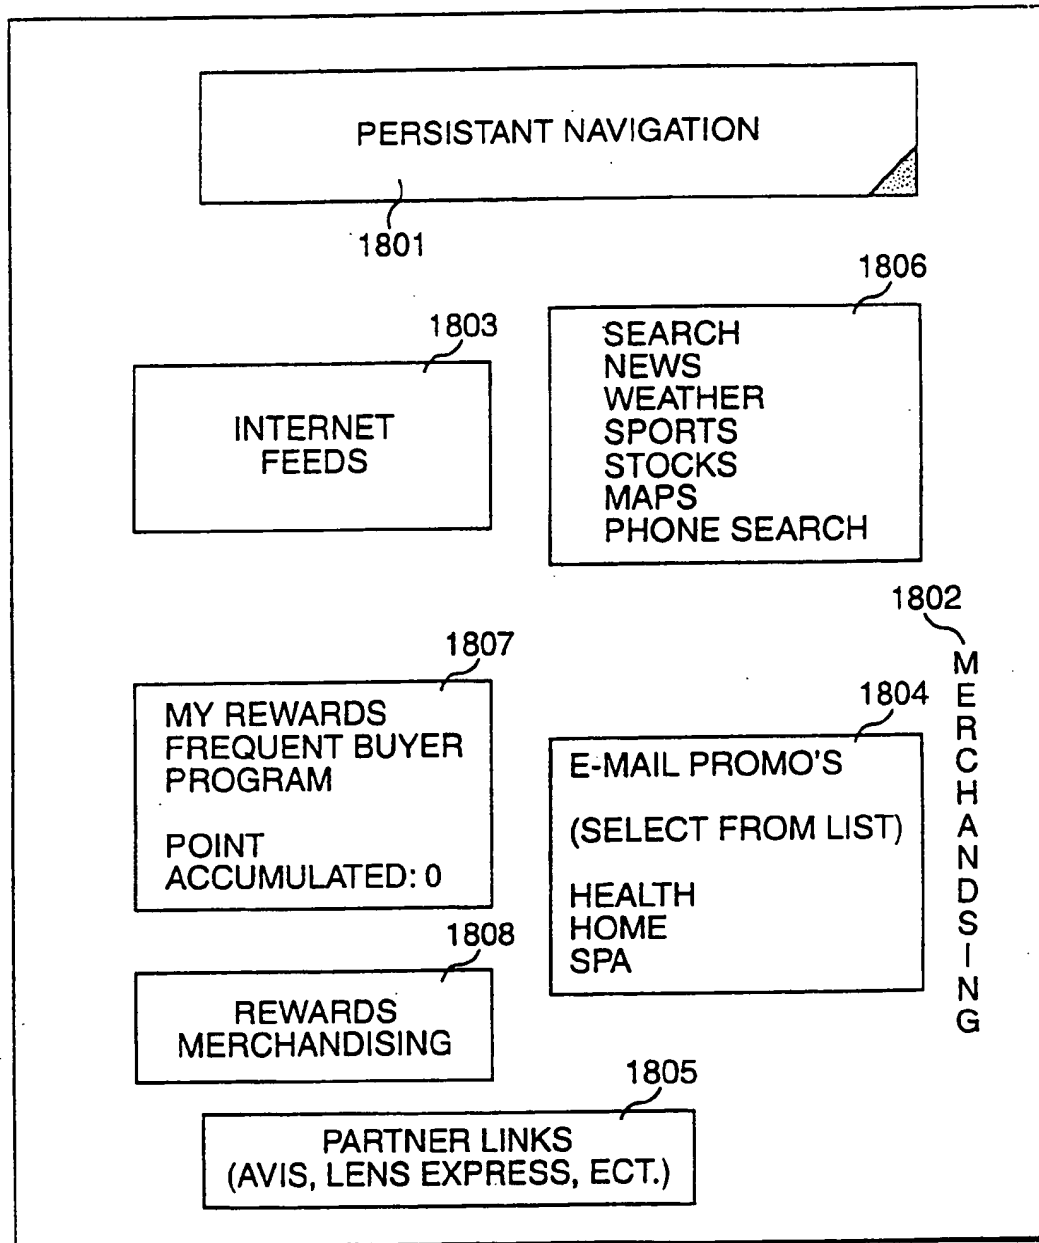 PERSISTANT NAVIGATION
1801
1806
SEARCH
NEWS
WEATHER
SPORTS
STOCKS
MAPS
PHONE SEARCH
1803
INTERNET
FEEDS
1802
MERCHANDSING
1807
MY REWARDS
FREQUENT BUYER
PROGRAM
POINT
ACCUMULATED: 0
1804
E-MAIL PROMO'S
(SELECT FROM LIST)
HEALTH
HOME
SPA
1808
REWARDS
MERCHANDISING
1805
PARTNER LINKS
(AVIS, LENS EXPRESS, ECT.)